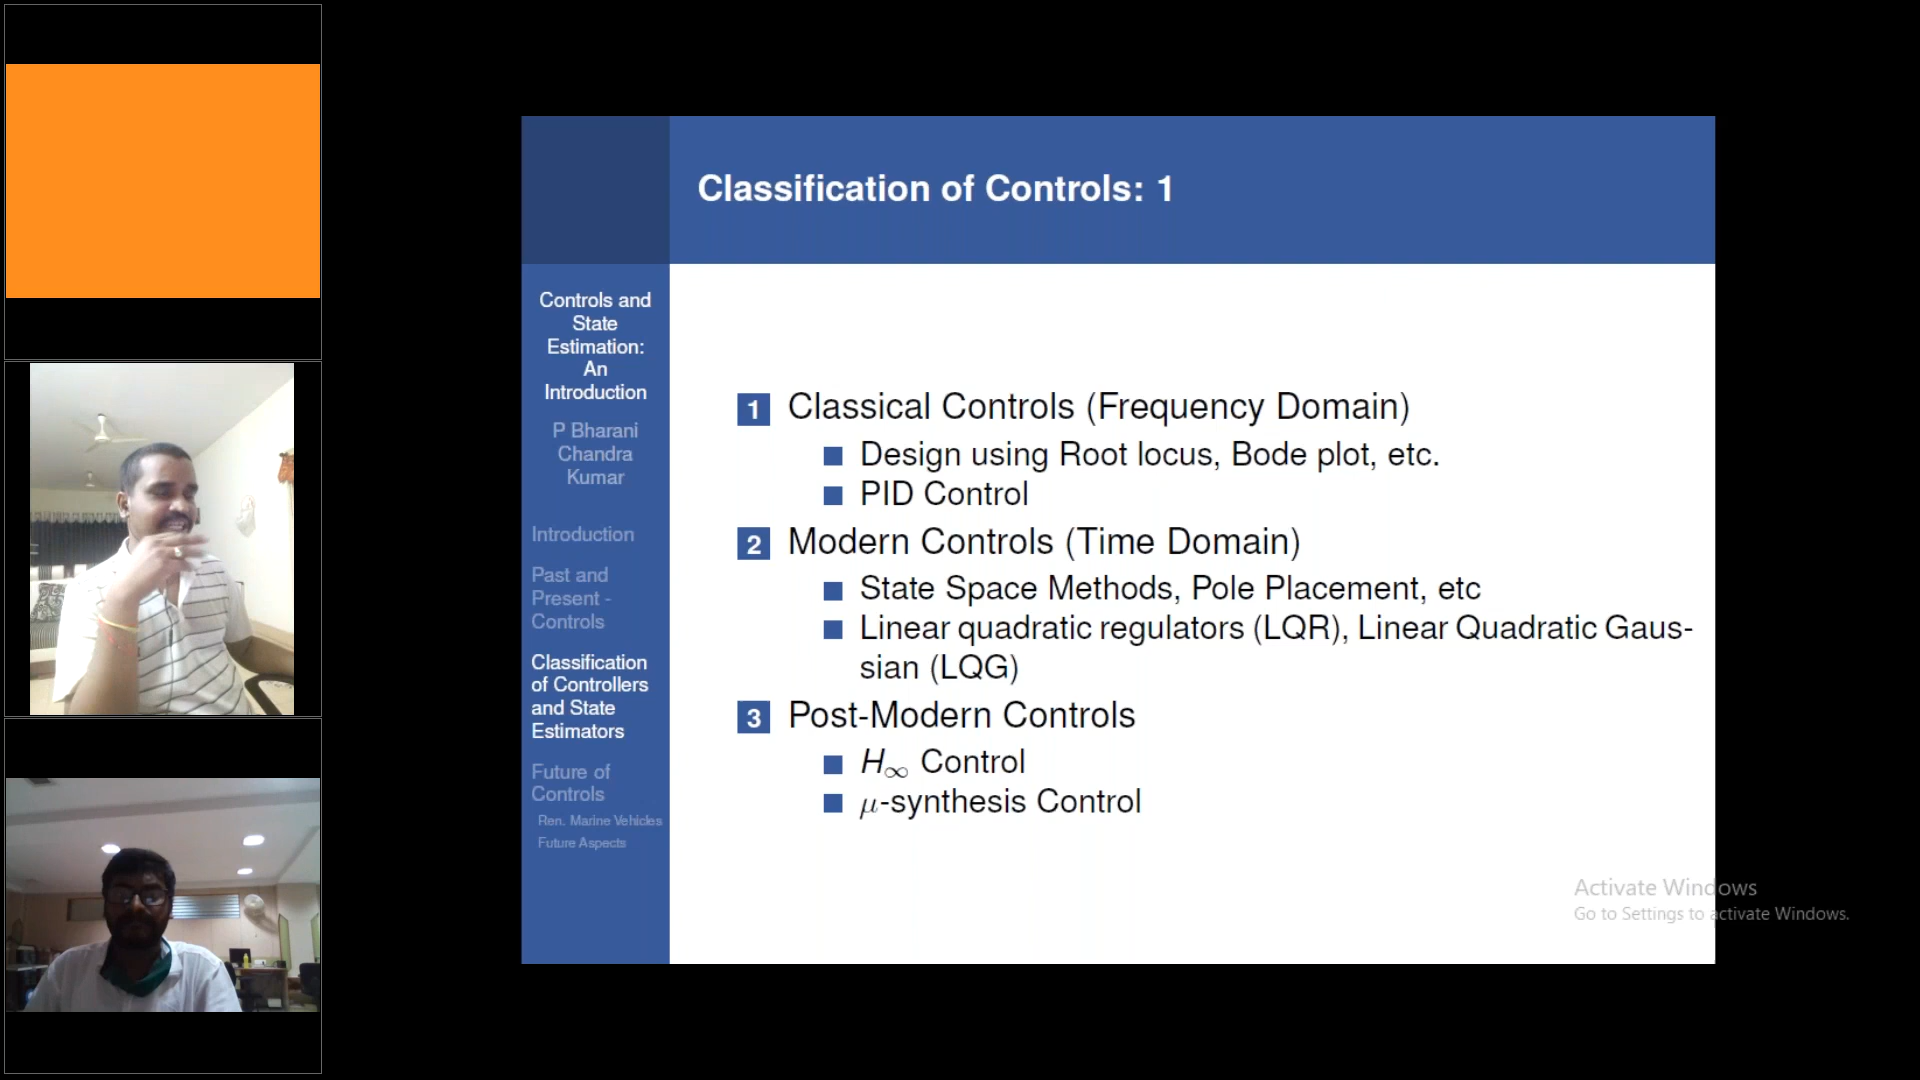 Classification of Controls: 1
Controls and
State
Estimation:
An
Introduction
P Bharani
Chandra
Kumar
Introduction
Past and
Present -
Controls
Classification
of Controllers
and State
Estimators
Future of
Controls
Ren. Marine Vehicles
Future Aspects
1 Classical Controls (Frequency Domain)
Design using Root locus, Bode plot, etc.
PID Control
2 Modern Controls (Time Domain)
State Space Methods, Pole Placement, etc
Linear quadratic regulators (LQR), Linear Quadratic Gaus-
sian (LQG)
3 Post-Modern Controls
H∞ Control
μ-synthesis Control
Activate Windows
Go to Settings to activate Windows.